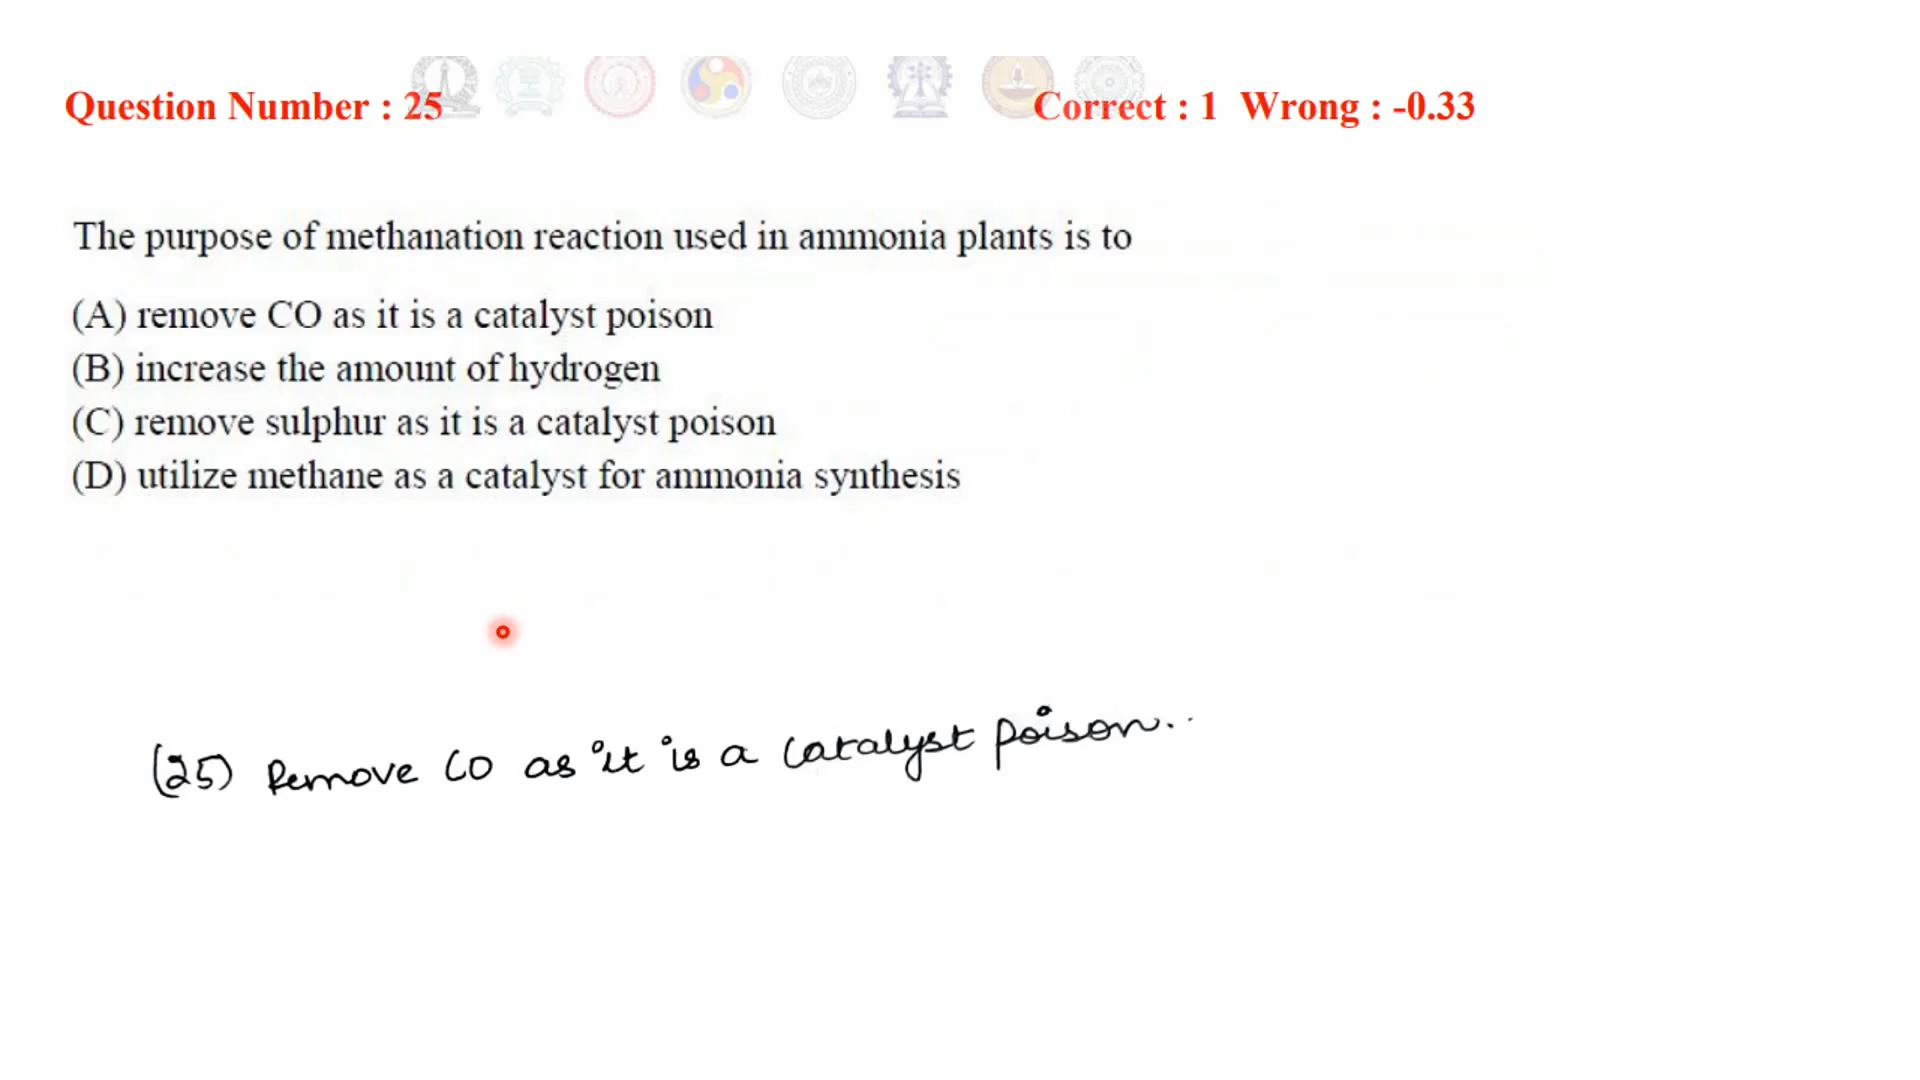 Question Number : 25 Correct : 1 Wrong : -0.33
The purpose of methanation reaction used in ammonia plants is to
(A) remove CO as it is a catalyst poison
(B) increase the amount of hydrogen
(C) remove sulphur as it is a catalyst poison
(D) utilize methane as a catalyst for ammonia synthesis
(25) Remove CO as it is a catalyst poison..